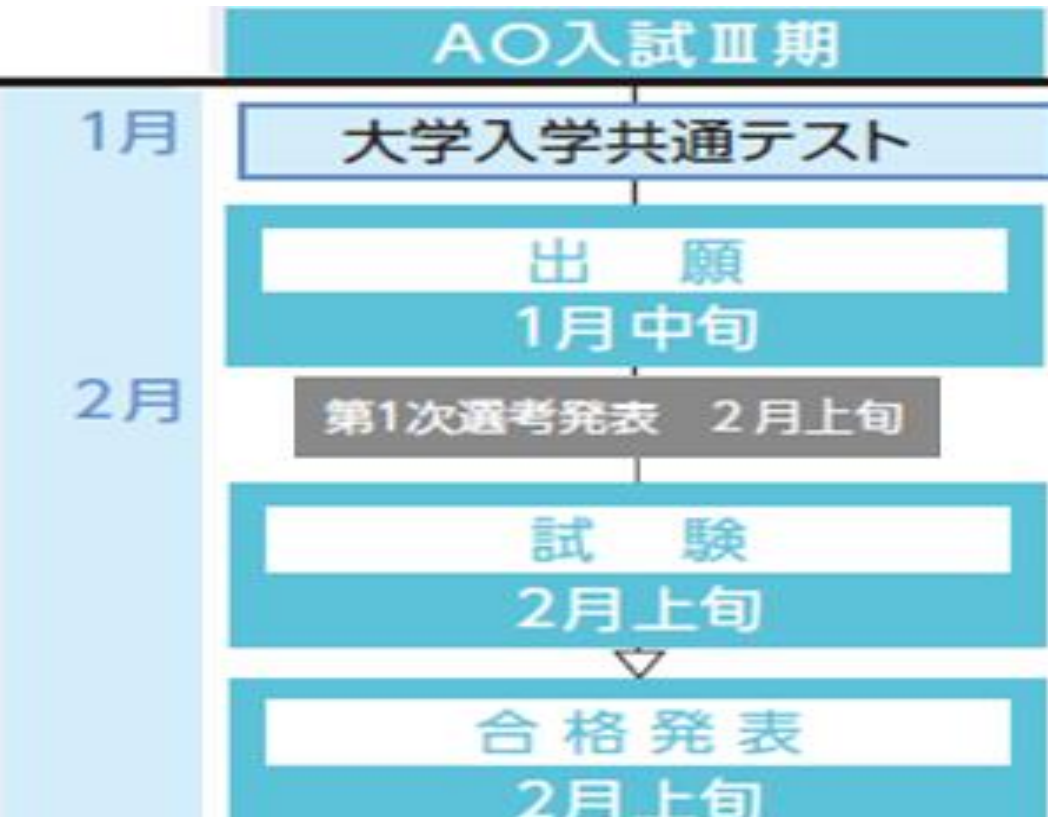 AO入試Ⅲ期
1月
大学入学共通テスト
出　願
1月中旬
2月
第1次選考発表　2月上旬
試　験
2月上旬
合格発表
2月上旬